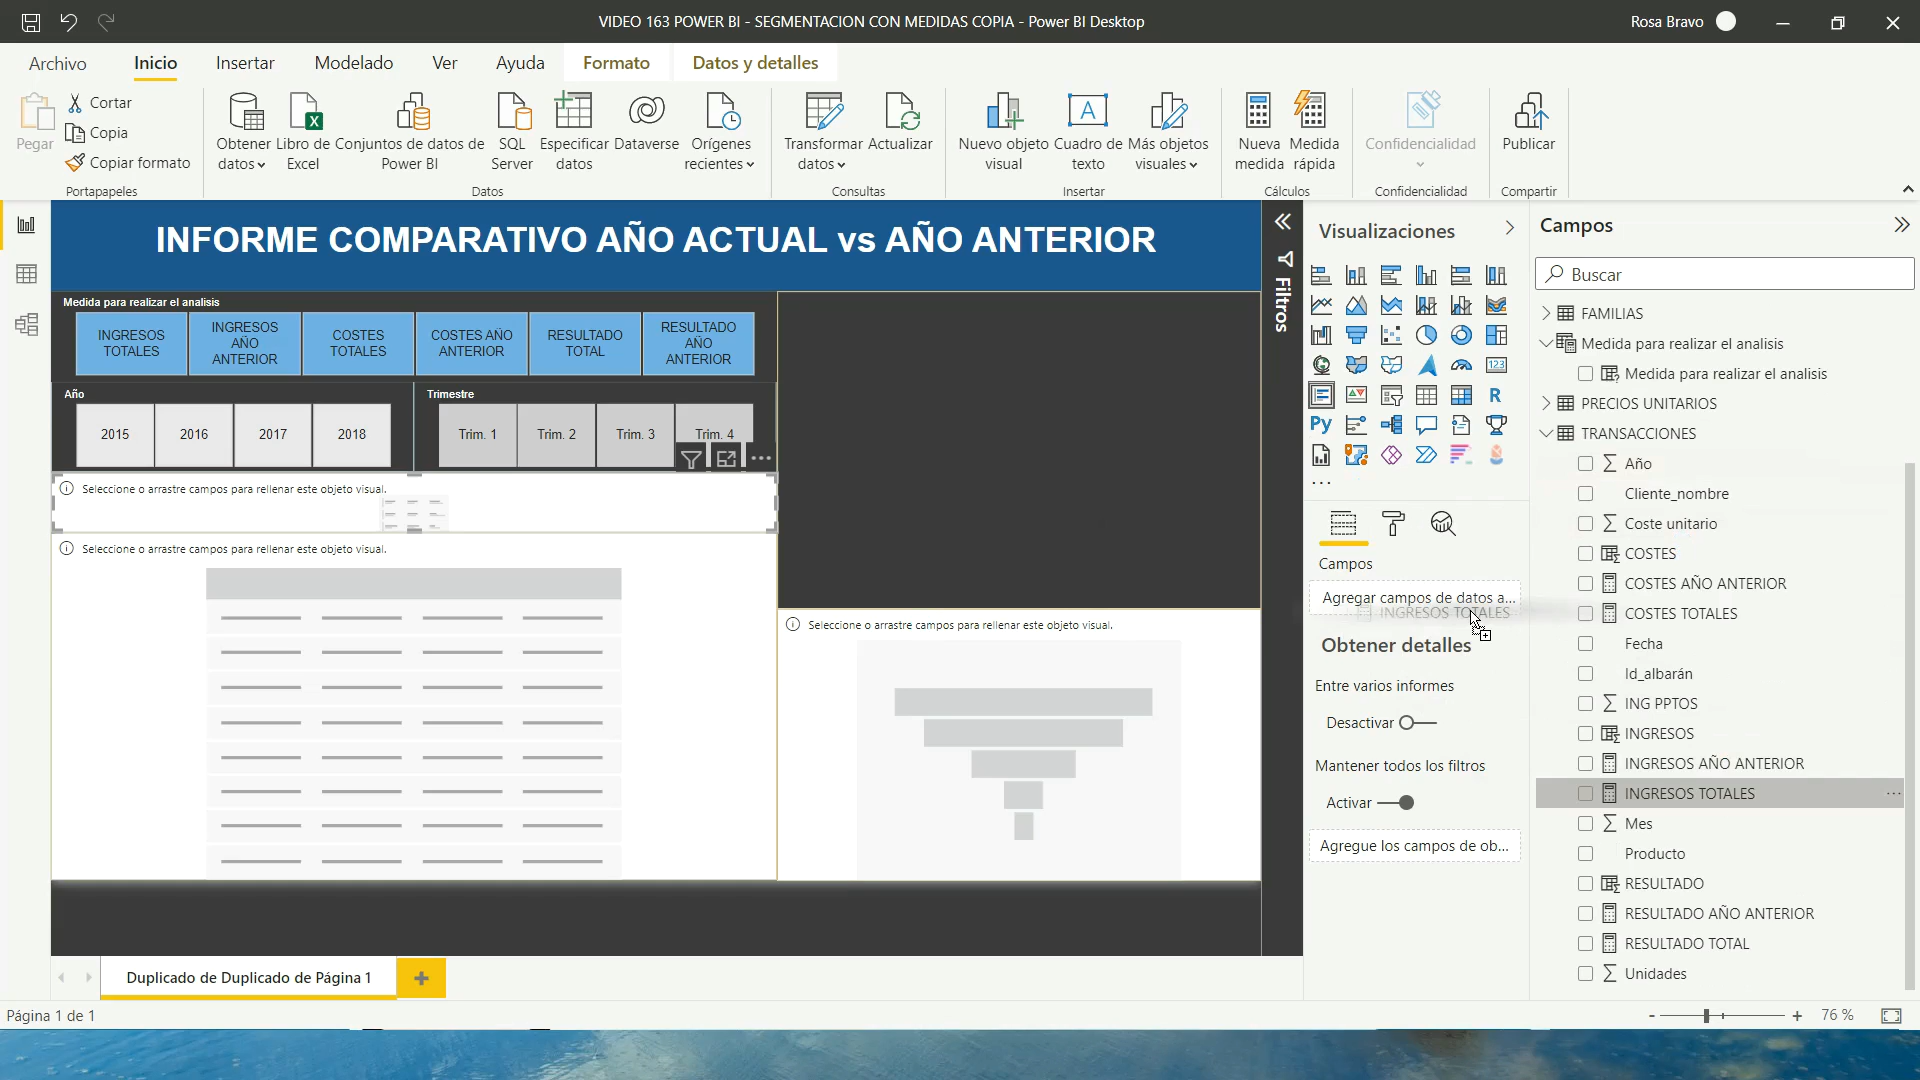 VIDEO 163 POWER BI - SEGMENTACION CON MEDIDAS COPIA - Power BI Desktop
Rosa Bravo
Archivo Inicio Insertar Modelado Ver Ayuda Formato Datos y detalles
Pegar
Cortar
Copia
Copiar formato
Portapapeles
Obtener datos
Libro de Excel
Conjuntos de datos de Power BI
SQL Server
Especificar datos
Dataverse
Orígenes recientes
Datos
Transformar datos
Actualizar
Consultas
Nuevo objeto visual
Cuadro de texto
Más objetos visuales
Insertar
Nueva medida
Medida rápida
Cálculos
Confidencialidad
Confidencialidad
Publicar
Compartir
INFORME COMPARATIVO AÑO ACTUAL vs AÑO ANTERIOR
Medida para realizar el analisis
INGRESOS TOTALES
INGRESOS AÑO ANTERIOR
COSTES TOTALES
COSTES AÑO ANTERIOR
RESULTADO TOTAL
RESULTADO AÑO ANTERIOR
Año
2015 2016 2017 2018
Trimestre
Trim. 1 Trim. 2 Trim. 3 Trim. 4
Seleccione o arrastre campos para rellenar este objeto visual.
Seleccione o arrastre campos para rellenar este objeto visual.
Seleccione o arrastre campos para rellenar este objeto visual.
Filtros
Visualizaciones
123
R
Py
Campos
Agregar campos de datos a...
INGRESOS TOTALES
Obtener detalles
Entre varios informes
Desactivar
Mantener todos los filtros
Activar
Agregue los campos de ob...
Campos
Buscar
FAMILIAS
Medida para realizar el analisis
Medida para realizar el analisis
PRECIOS UNITARIOS
TRANSACCIONES
Año
Cliente_nombre
Coste unitario
COSTES
COSTES AÑO ANTERIOR
COSTES TOTALES
Fecha
Id_albarán
ING PPTOS
INGRESOS
INGRESOS AÑO ANTERIOR
INGRESOS TOTALES
Mes
Producto
RESULTADO
RESULTADO AÑO ANTERIOR
RESULTADO TOTAL
Unidades
Duplicado de Duplicado de Página 1
Página 1 de 1
76 %